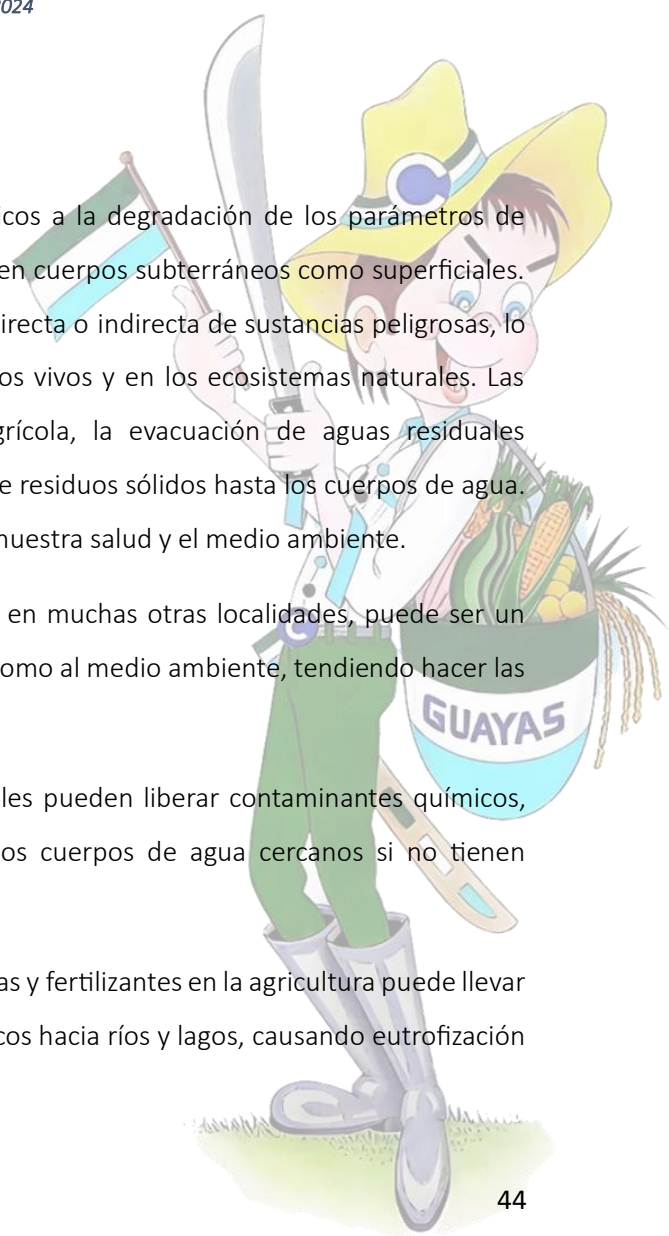 2024
icos a la degradación de los parámetros de
en cuerpos subterráneos como superficiales.
irecta o indirecta de sustancias peligrosas, lo
os vivos y en los ecosistemas naturales. Las
grícola, la evacuación de aguas residuales
e residuos sólidos hasta los cuerpos de agua.
nuestra salud y el medio ambiente.
en muchas otras localidades, puede ser un
omo al medio ambiente, tendiendo hacer las
GUAYAS
les pueden liberar contaminantes químicos,
os cuerpos de agua cercanos si no tienen
as y fertilizantes en la agricultura puede llevar
cos hacia ríos y lagos, causando eutrofización
44